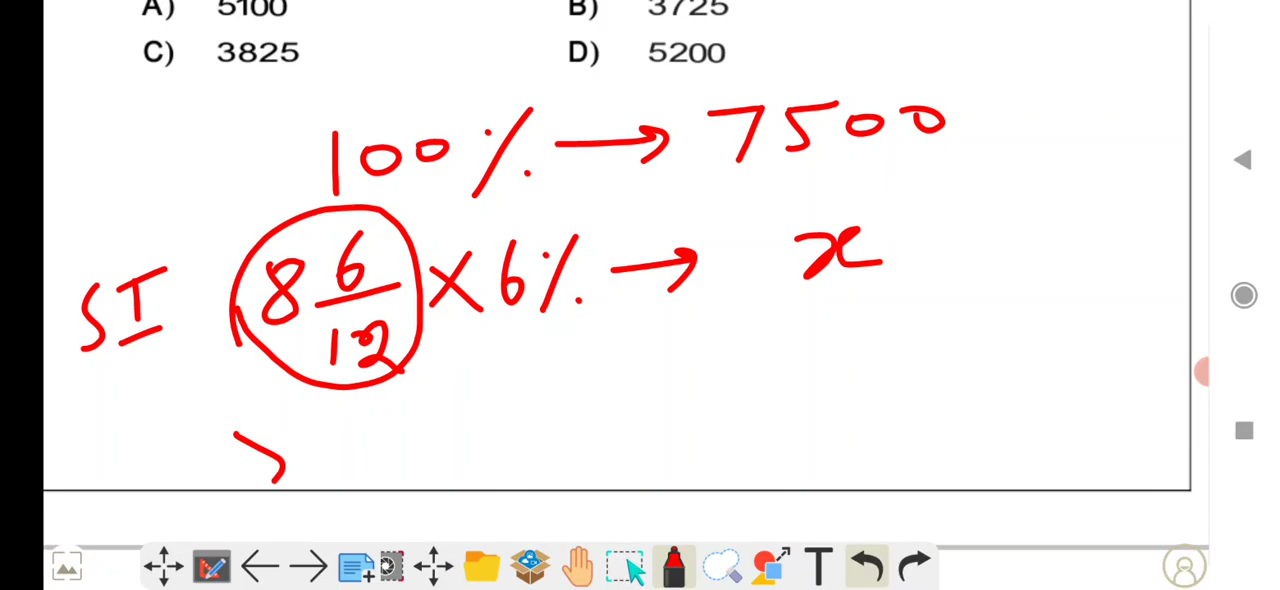 A) 5100 B) 3725
C) 3825 D) 5200
100% → 7500
SI 8 6/12 × 6% → x
T